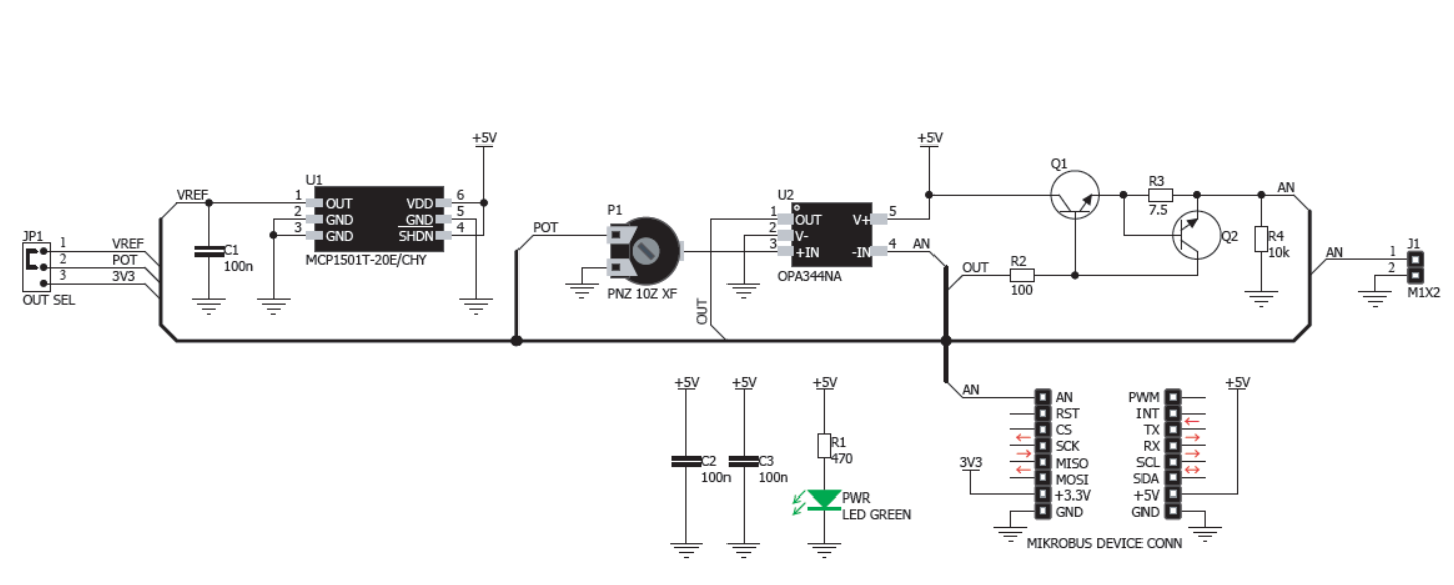 JP1
1 VREF
2 POT
3 3V3
OUT SEL
VREF
C1
100n
U1
1 OUT VDD 6
2 GND GND 5
3 GND SHDN 4
MCP1501T-20E/CHY
+5V
POT
P1
PNZ 10Z XF
OUT
U2
1 OUT V+ 5
2 V-
3 +IN -IN 4
OPA344NA
AN
+5V
OUT
R2
100
Q1
R3
7.5
Q2
R4
10k
AN
AN
1
2
J1
M1X2
+5V
C2
100n
+5V
C3
100n
+5V
R1
470
PWR
LED GREEN
AN
3V3
+5V
AN PWM
RST INT
CS TX
SCK RX
MISO SCL
MOSI SDA
+3.3V +5V
GND GND
MIKROBUS DEVICE CONN